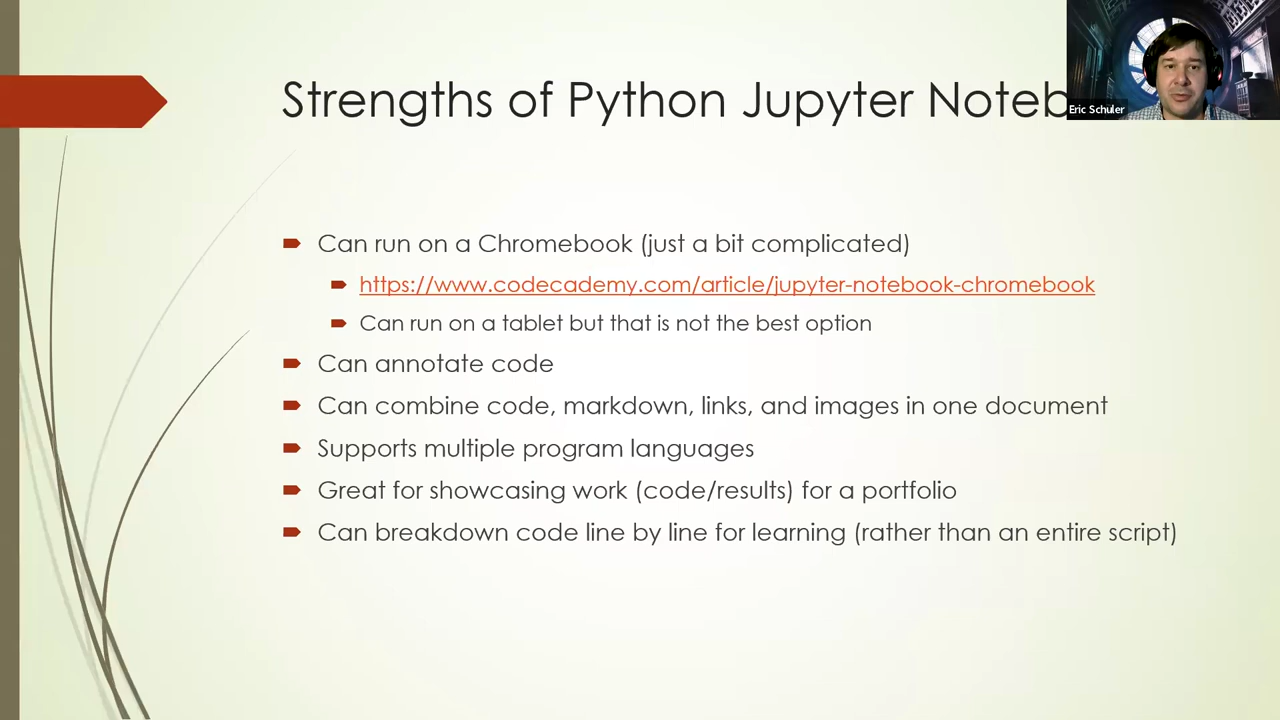 Strengths of Python Jupyter Noteb
Eric Schuler
Can run on a Chromebook (just a bit complicated)
https://www.codecademy.com/article/jupyter-notebook-chromebook
Can run on a tablet but that is not the best option
Can annotate code
Can combine code, markdown, links, and images in one document
Supports multiple program languages
Great for showcasing work (code/results) for a portfolio
Can breakdown code line by line for learning (rather than an entire script)